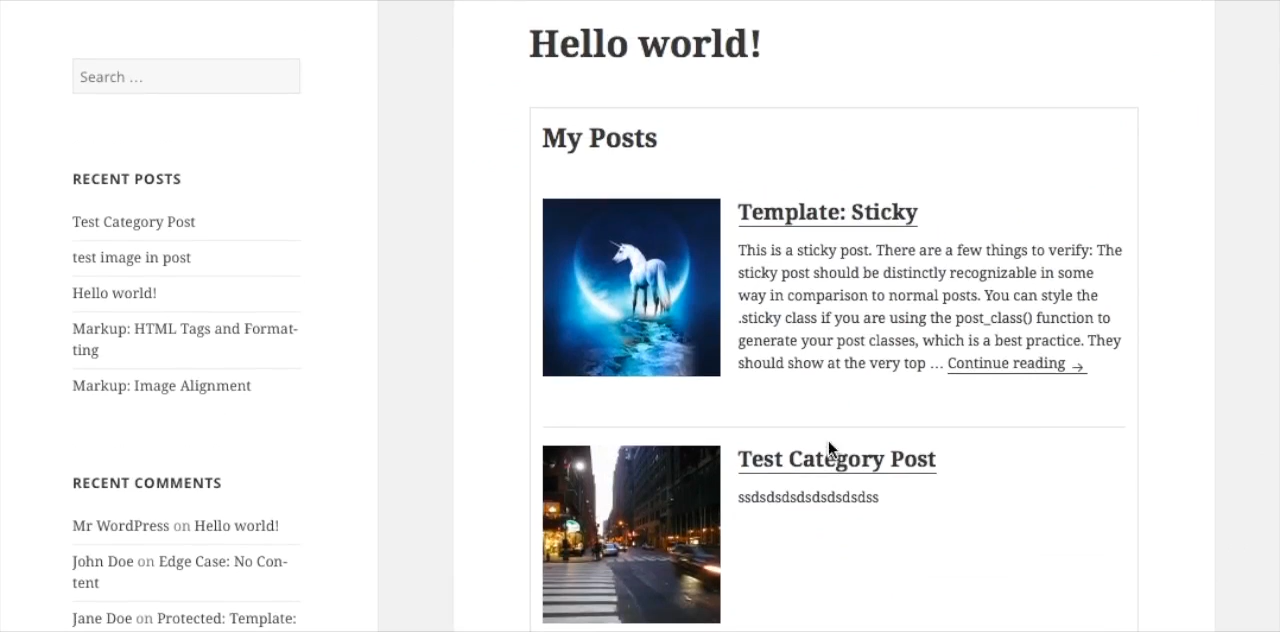 Search …
RECENT POSTS
Test Category Post
test image in post
Hello world!
Markup: HTML Tags and Format-
ting
Markup: Image Alignment
RECENT COMMENTS
Mr WordPress on Hello world!
John Doe on Edge Case: No Con-
tent
Jane Doe on Protected: Template:
Hello world!
My Posts
Template: Sticky
This is a sticky post. There are a few things to verify: The
sticky post should be distinctly recognizable in some
way in comparison to normal posts. You can style the
.sticky class if you are using the post_class() function to
generate your post classes, which is a best practice. They
should show at the very top … Continue reading →
Test Category Post
ssdsdsdsdsdsdsdsdss